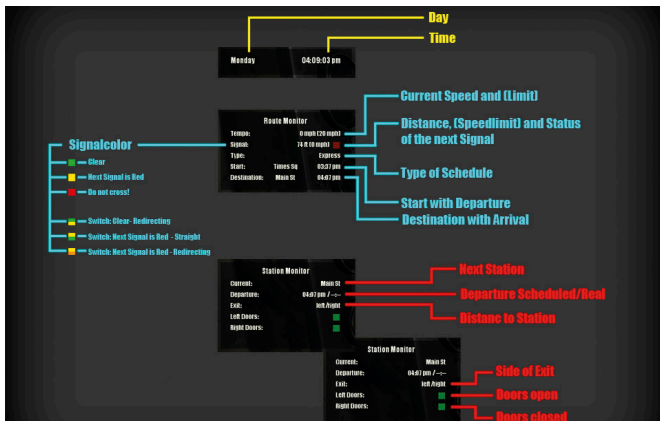 Day
Time
Monday 04:09:03 pm
Route Monitor
Tempo: 0 mph (20 mph)
Signal: 74 ft (0 mph)
Type: Express
Start: Times Sq 03:37 pm
Destination: Main St 04:07 pm
Current Speed and (Limit)
Distance, (Speedlimit) and Status
of the next Signal
Type of Schedule
Start with Departure
Destination with Arrival
Signalcolor
Clear
Next Signal is Red
Do not cross!
Switch: Clear- Redirecting
Switch: Next Signal is Red - Straight
Switch: Next Signal is Red - Redirecting
Station Monitor
Current: Main St
Departure: 04:07 pm / --:--
Exit: left /right
Left Doors:
Right Doors:
Next Station
Departure Scheduled/Real
Distanc to Station
Station Monitor
Current: Main St
Departure: 04:07 pm / --:--
Exit: left /right
Left Doors:
Right Doors:
Side of Exit
Doors open
Doors closed